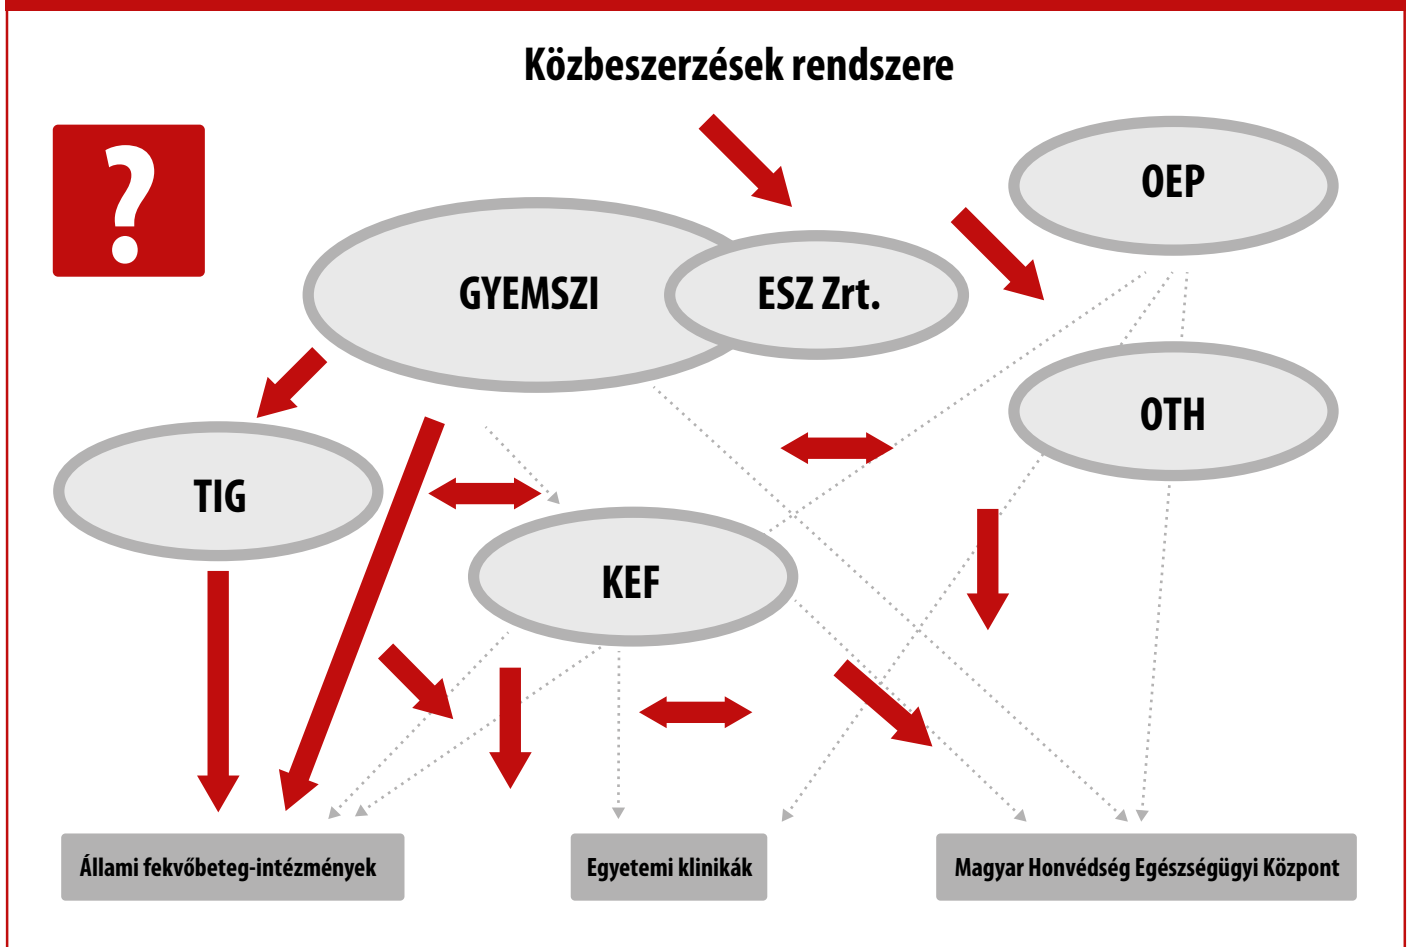 Közbeszerzések rendszere
?
OEP
GYEMSZI
ESZ Zrt.
OTH
TIG
KEF
Állami fekvőbeteg-intézmények
Egyetemi klinikák
Magyar Honvédség Egészségügyi Központ